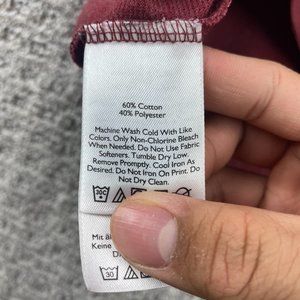 60% Cotton
40% Polyester
Machine Wash Cold With Like
Colors. Only Non-Chlorine Bleach
When Needed. Do Not Use Fabric
Softeners. Tumble Dry Low.
Remove Promptly. Cool Iron As
Desired. Do Not Iron On Print. Do
Not Dry Clean.
30C
Mit äh
Keine
30